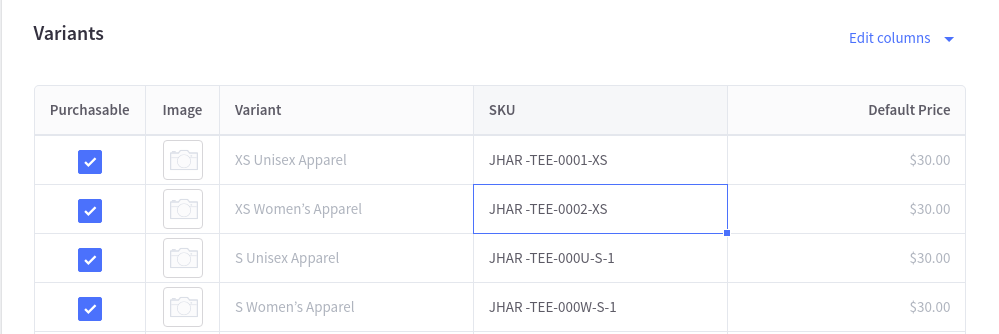 Variants
Edit columns
Purchasable Image Variant SKU Default Price
XS Unisex Apparel JHAR -TEE-0001-XS $30.00
XS Women’s Apparel JHAR -TEE-0002-XS $30.00
S Unisex Apparel JHAR -TEE-000U-S-1 $30.00
S Women’s Apparel JHAR -TEE-000W-S-1 $30.00